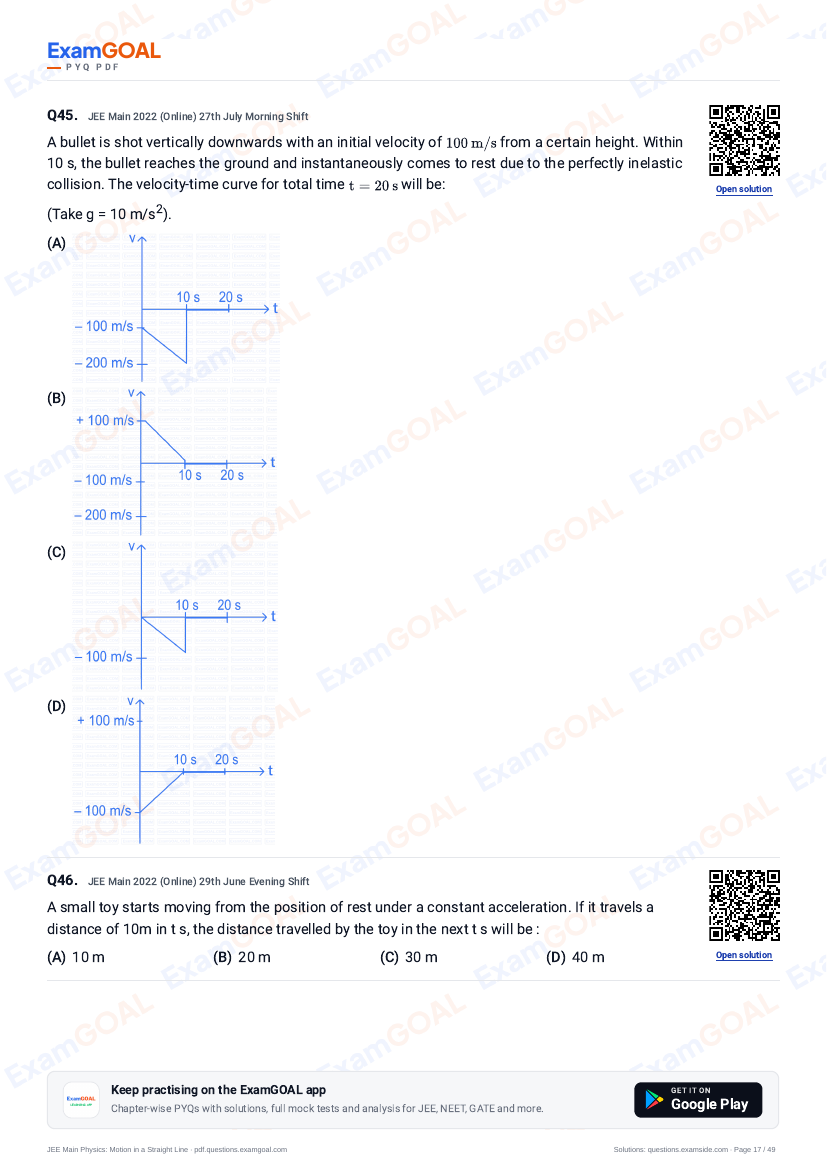 ExamGOAL
PYQ PDF
Q45. JEE Main 2022 (Online) 27th July Morning Shift
A bullet is shot vertically downwards with an initial velocity of 100 m/s from a certain height. Within
10 s, the bullet reaches the ground and instantaneously comes to rest due to the perfectly inelastic
collision. The velocity-time curve for total time t = 20 s will be:
Open solution
(Take g = 10 m/s²).
(A)
v
10 s 20 s
t
– 100 m/s
– 200 m/s
(B)
v
+ 100 m/s
t
10 s 20 s
– 100 m/s
– 200 m/s
(C)
v
10 s 20 s
t
– 100 m/s
(D)
v
+ 100 m/s
10 s 20 s
t
– 100 m/s
Q46. JEE Main 2022 (Online) 29th June Evening Shift
A small toy starts moving from the position of rest under a constant acceleration. If it travels a
distance of 10m in t s, the distance travelled by the toy in the next t s will be :
(A) 10 m (B) 20 m (C) 30 m (D) 40 m
Open solution
ExamGOAL
Keep practising on the ExamGOAL app
Chapter-wise PYQs with solutions, full mock tests and analysis for JEE, NEET, GATE and more.
GET IT ON
Google Play
JEE Main Physics: Motion in a Straight Line · pdf.questions.examgoal.com
Solutions: questions.examside.com · Page 17 / 49